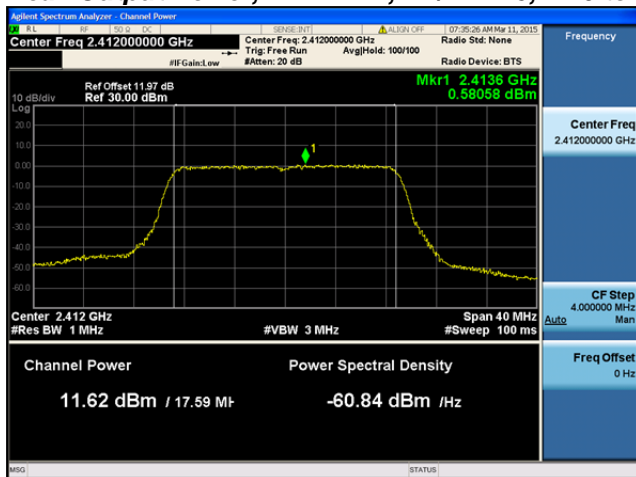 Agilent Spectrum Analyzer - Channel Power
RL RF 50 Ω DC SENSE:INT ALIGN OFF 07:35:26 AM Mar 11, 2015
Center Freq 2.412000000 GHz
Center Freq: 2.412000000 GHz
Radio Std: None
Trig: Free Run Avg|Hold: 100/100
#IFGain:Low #Atten: 20 dB
Radio Device: BTS
Frequency
Ref Offset 11.97 dB
Mkr1 2.4136 GHz
10 dB/div Ref 30.00 dBm
0.58058 dBm
Log
20.0
10.0
0.00
-10.0
-20.0
-30.0
-40.0
-50.0
-60.0
1
Center Freq
2.412000000 GHz
Center 2.412 GHz Span 40 MHz
#Res BW 1 MHz #VBW 3 MHz #Sweep 100 ms
CF Step
4.000000 MHz
Auto Man
Freq Offset
0 Hz
Channel Power Power Spectral Density
11.62 dBm / 17.59 MH -60.84 dBm /Hz
MSG STATUS